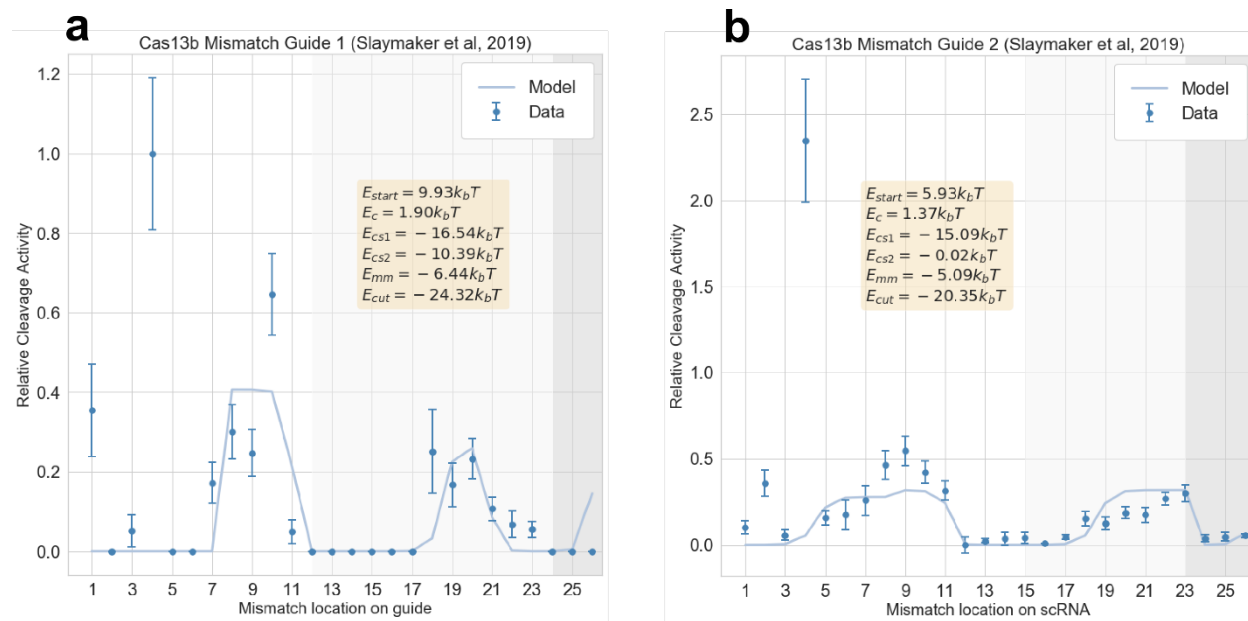 a
Cas13b Mismatch Guide 1 (Slaymaker et al, 2019)
Relative Cleavage Activity
1.2
1.0
0.8
0.6
0.4
0.2
0.0
Model
Data
E_start = 9.93k_bT
E_c = 1.90k_bT
E_cs1 = − 16.54k_bT
E_cs2 = − 10.39k_bT
E_mm = − 6.44k_bT
E_cut = − 24.32k_bT
1 3 5 7 9 11 13 15 17 19 21 23 25
Mismatch location on guide
b
Cas13b Mismatch Guide 2 (Slaymaker et al, 2019)
Relative Cleavage Activity
2.5
2.0
1.5
1.0
0.5
0.0
Model
Data
E_start = 5.93k_bT
E_c = 1.37k_bT
E_cs1 = − 15.09k_bT
E_cs2 = − 0.02k_bT
E_mm = − 5.09k_bT
E_cut = − 20.35k_bT
1 3 5 7 9 11 13 15 17 19 21 23 25
Mismatch location on scRNA